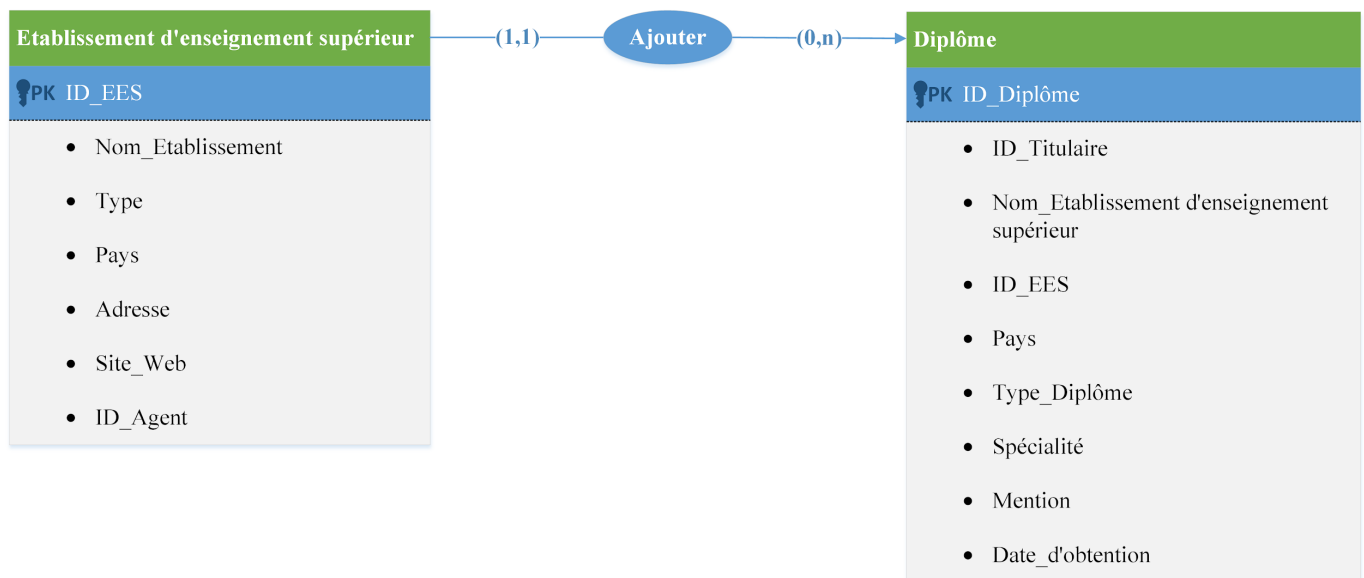 Etablissement d'enseignement supérieur
(1,1)
Ajouter
(0,n)
Diplôme
PK ID_EES
PK ID_Diplôme
Nom_Etablissement
Type
Pays
Adresse
Site_Web
ID_Agent
ID_Titulaire
Nom_Etablissement d'enseignement
supérieur
ID_EES
Pays
Type_Diplôme
Spécialité
Mention
Date_d'obtention